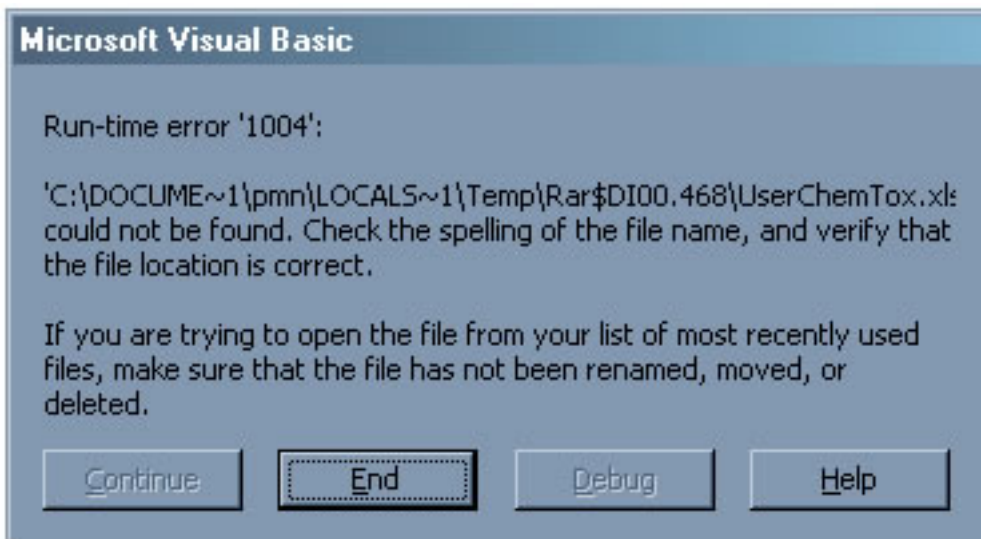 Microsoft Visual Basic
Run-time error '1004':
'C:\DOCUME~1\pmn\LOCALS~1\Temp\Rar$DI00.468\UserChemTox.xls
could not be found. Check the spelling of the file name, and verify that
the file location is correct.
If you are trying to open the file from your list of most recently used
files, make sure that the file has not been renamed, moved, or
deleted.
Continue End Debug Help